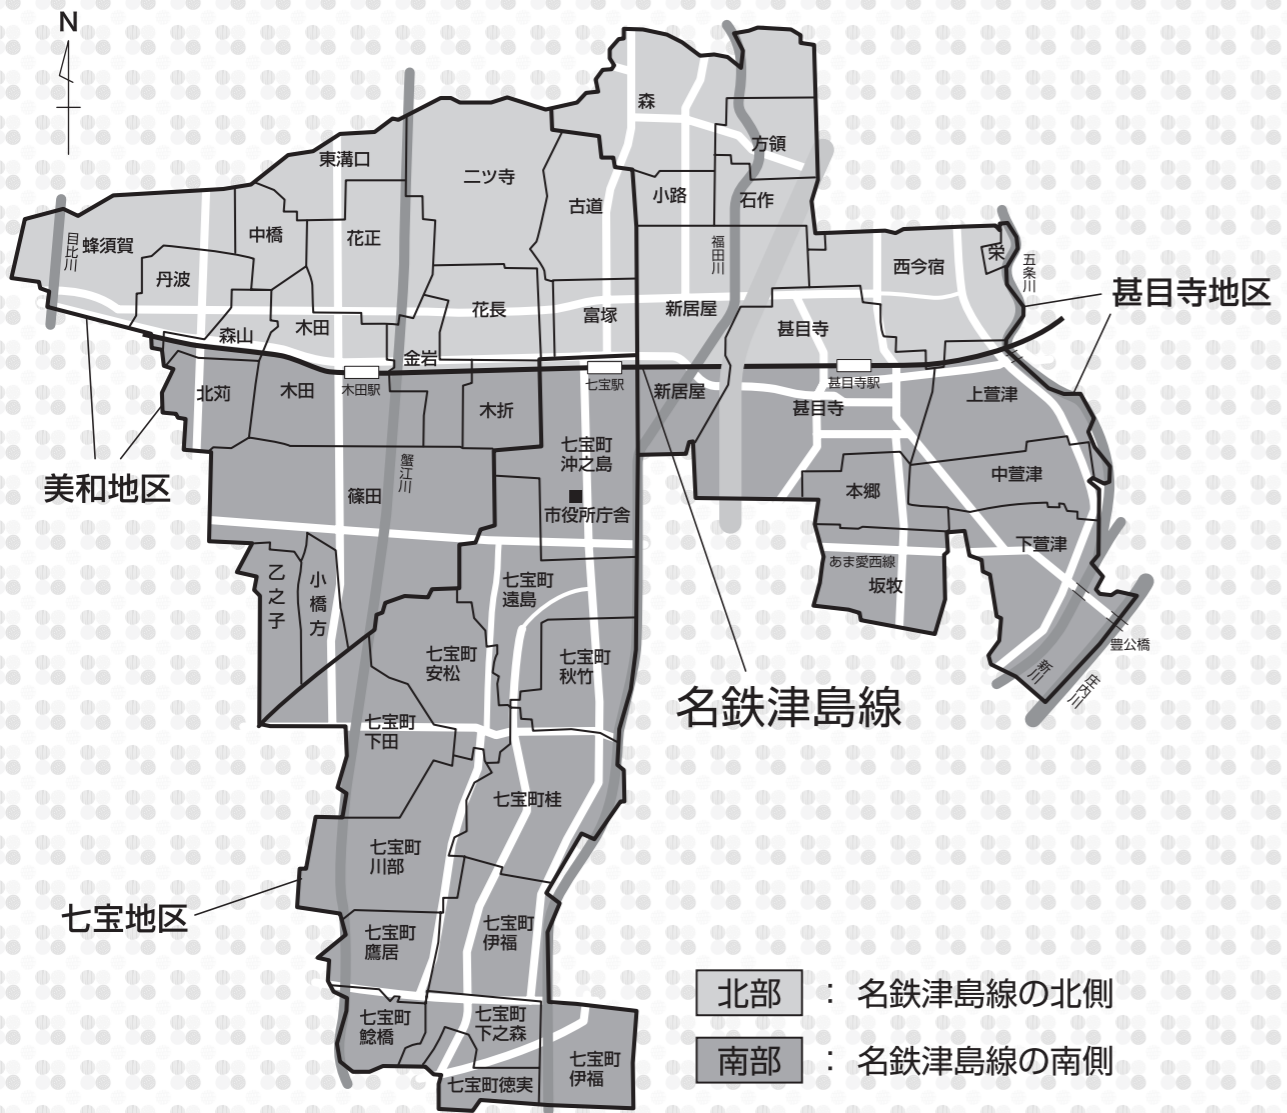 N
森
方領
東溝口
二ツ寺
古道
小路
石作
蜂須賀
目比川
中橋
花正
福田川
西今宿
栄
五条川
丹波
花長
富塚
新居屋
甚目寺
甚目寺地区
森山
木田
金岩
北苅
木田
木田駅
木折
七宝駅
新居屋
甚目寺駅
甚目寺
上萱津
美和地区
蟹江川
篠田
七宝町
沖之島
市役所庁舎
本郷
中萱津
下萱津
あま愛西線
坂牧
乙之子
小橋方
七宝町
遠島
七宝町
安松
七宝町
秋竹
豊公橋
新川
庄内川
名鉄津島線
七宝町
下田
七宝町桂
七宝町
川部
七宝地区
七宝町
鷹居
七宝町
伊福
七宝町
鯰橋
七宝町
下之森
七宝町
伊福
七宝町徳実
北部 : 名鉄津島線の北側
南部 : 名鉄津島線の南側